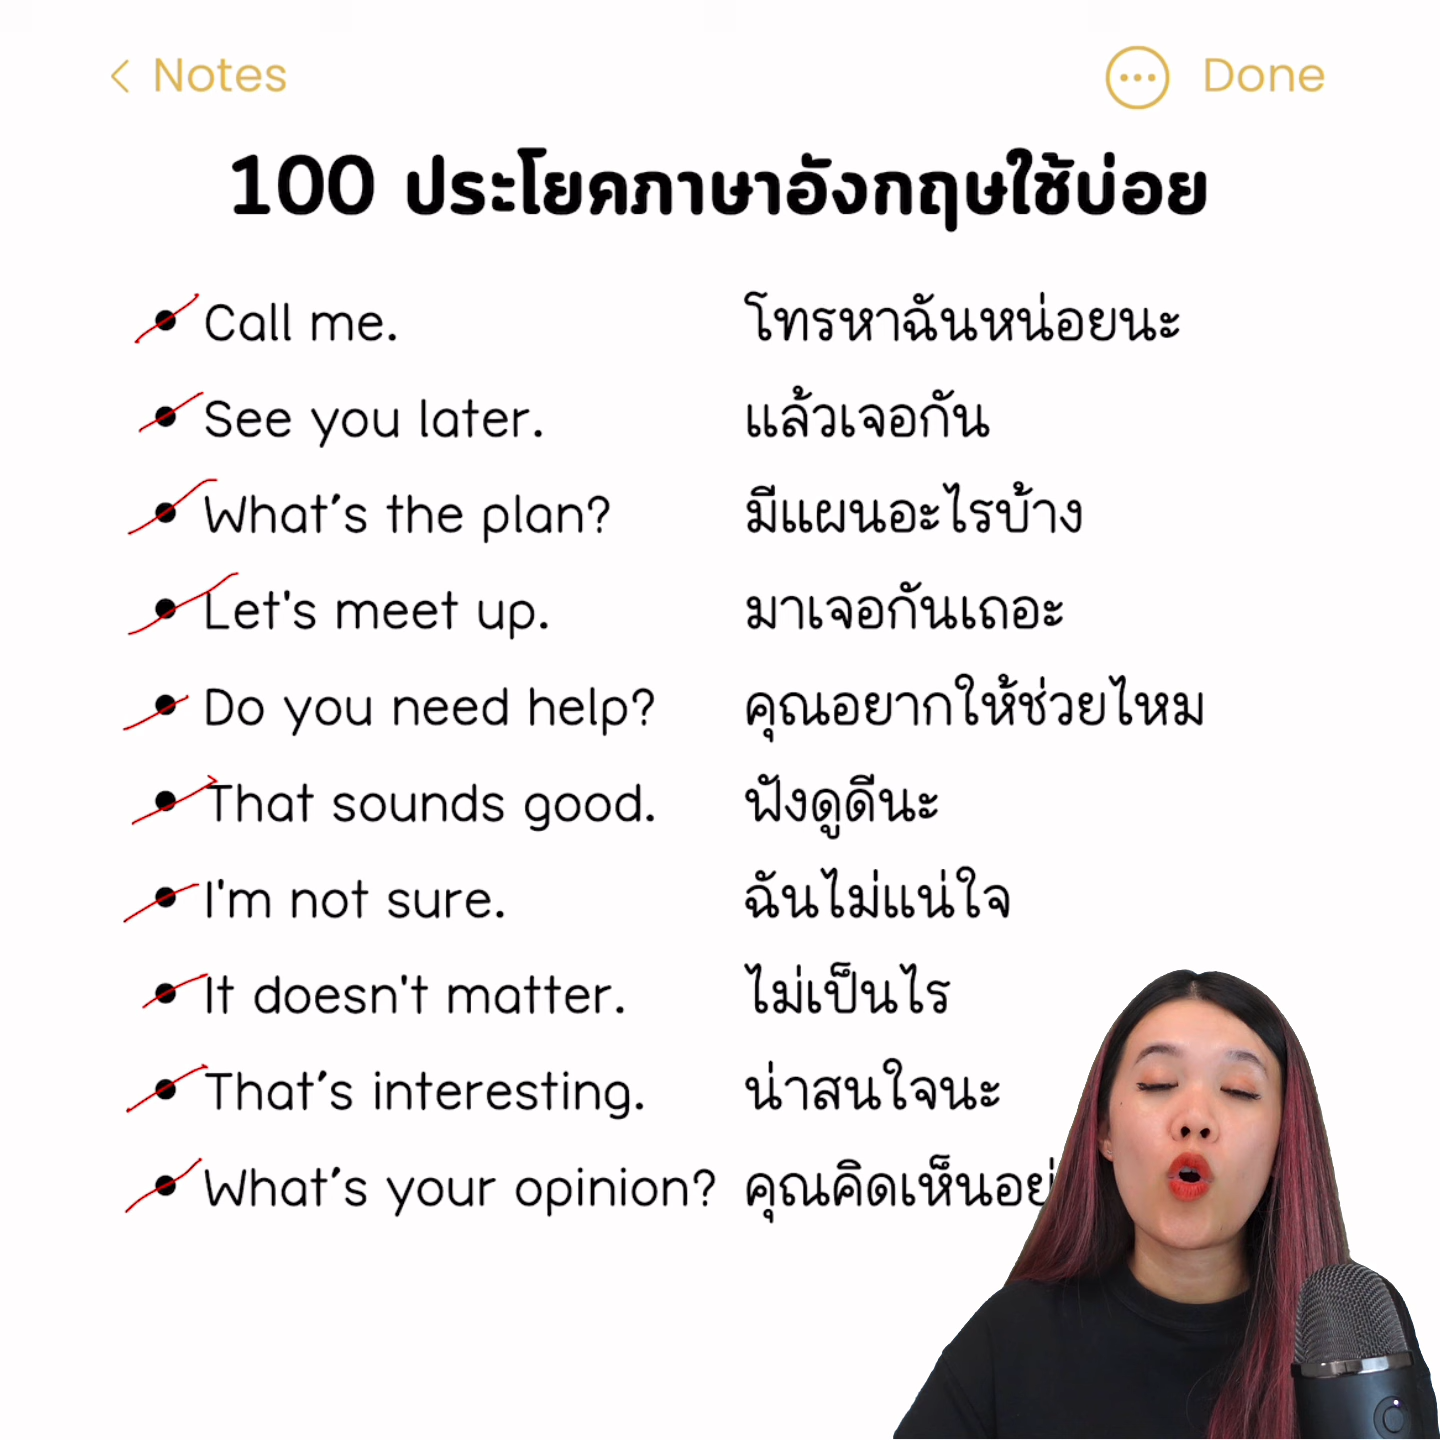 Notes Done
100 ประโยคภาษาอังกฤษใช้บ่อย
Call me. โทรหาฉันหน่อยนะ
See you later. แล้วเจอกัน
What's the plan? มีแผนอะไรบ้าง
Let's meet up. มาเจอกันเถอะ
Do you need help? คุณอยากให้ช่วยไหม
That sounds good. ฟังดูดีนะ
I'm not sure. ฉันไม่แน่ใจ
It doesn't matter. ไม่เป็นไร
That's interesting. น่าสนใจนะ
What's your opinion? คุณคิดเห็น